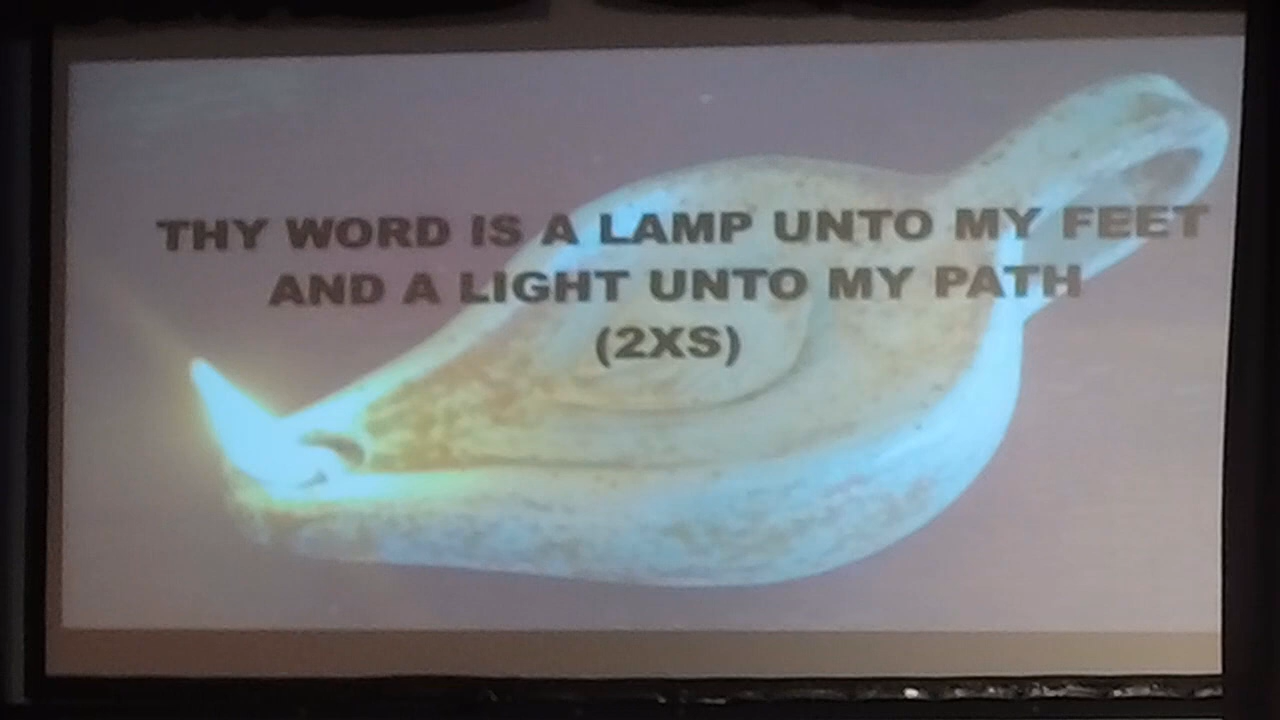 THY WORD IS A LAMP UNTO MY FEET
AND A LIGHT UNTO MY PATH
(2XS)